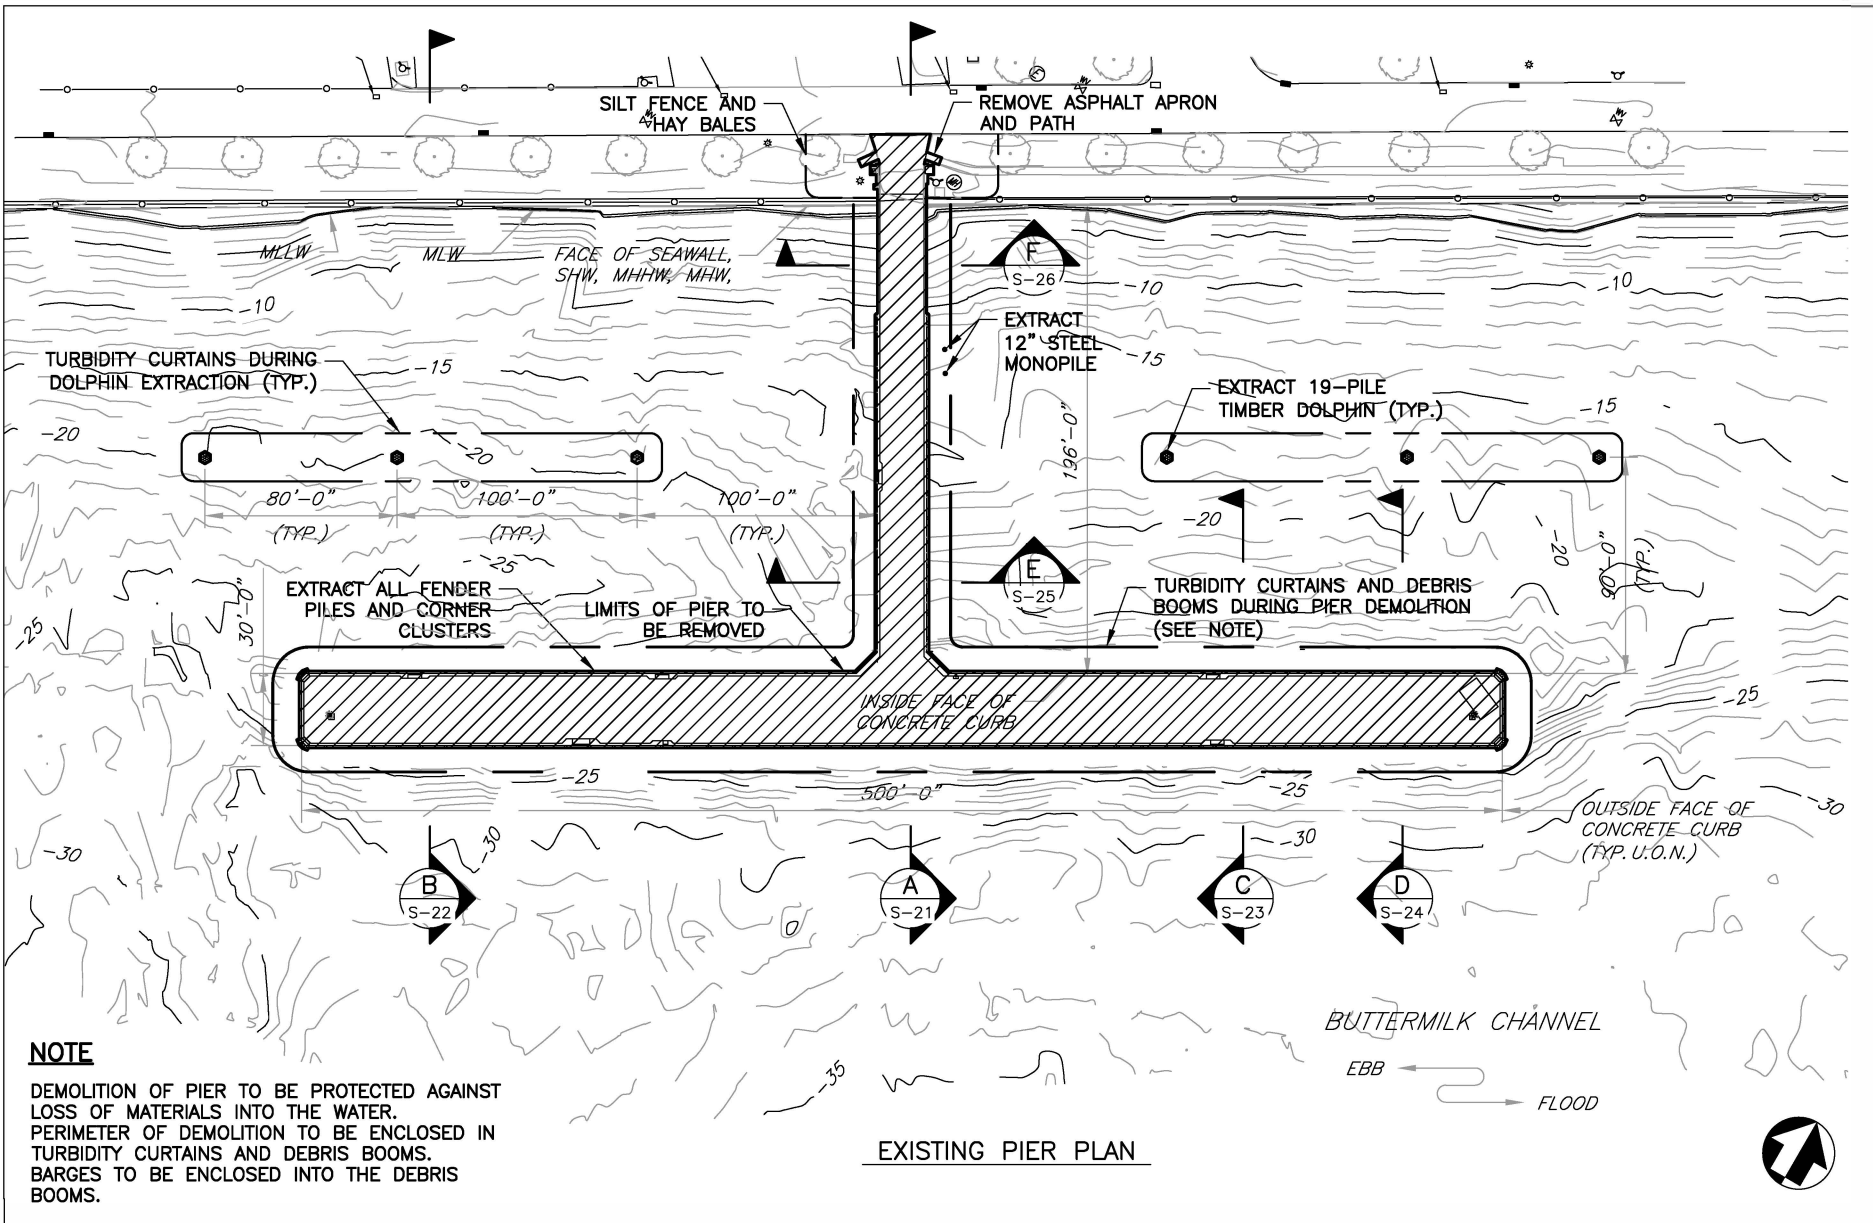 SILT FENCE AND
HAY BALES
REMOVE ASPHALT APRON
AND PATH
MLLW
MLW
FACE OF SEAWALL,
SHW, MHHW, MHW,
F
S-26
-10
-10
-10
EXTRACT
12" STEEL
MONOPILE
-15
TURBIDITY CURTAINS DURING
DOLPHIN EXTRACTION (TYP.)
-15
EXTRACT 19-PILE
TIMBER DOLPHIN (TYP.)
-15
-20
-20
196'-0"
80'-0"
(TYP.)
100'-0"
(TYP.)
100'-0"
(TYP.)
-20
-20
90'-0"
(TYP.)
-25
E
S-25
EXTRACT ALL FENDER
PILES AND CORNER
CLUSTERS
LIMITS OF PIER TO
BE REMOVED
TURBIDITY CURTAINS AND DEBRIS
BOOMS DURING PIER DEMOLITION
(SEE NOTE)
-25
30'-0"
INSIDE FACE OF
CONCRETE CURB
-25
-25
500'-0"
-25
OUTSIDE FACE OF
CONCRETE CURB
(TYP. U.O.N.)
-30
-30
-30
-30
B
S-22
A
S-21
C
S-23
D
S-24
BUTTERMILK CHANNEL
EBB
FLOOD
-35
NOTE
DEMOLITION OF PIER TO BE PROTECTED AGAINST
LOSS OF MATERIALS INTO THE WATER.
PERIMETER OF DEMOLITION TO BE ENCLOSED IN
TURBIDITY CURTAINS AND DEBRIS BOOMS.
BARGES TO BE ENCLOSED INTO THE DEBRIS
BOOMS.
EXISTING PIER PLAN